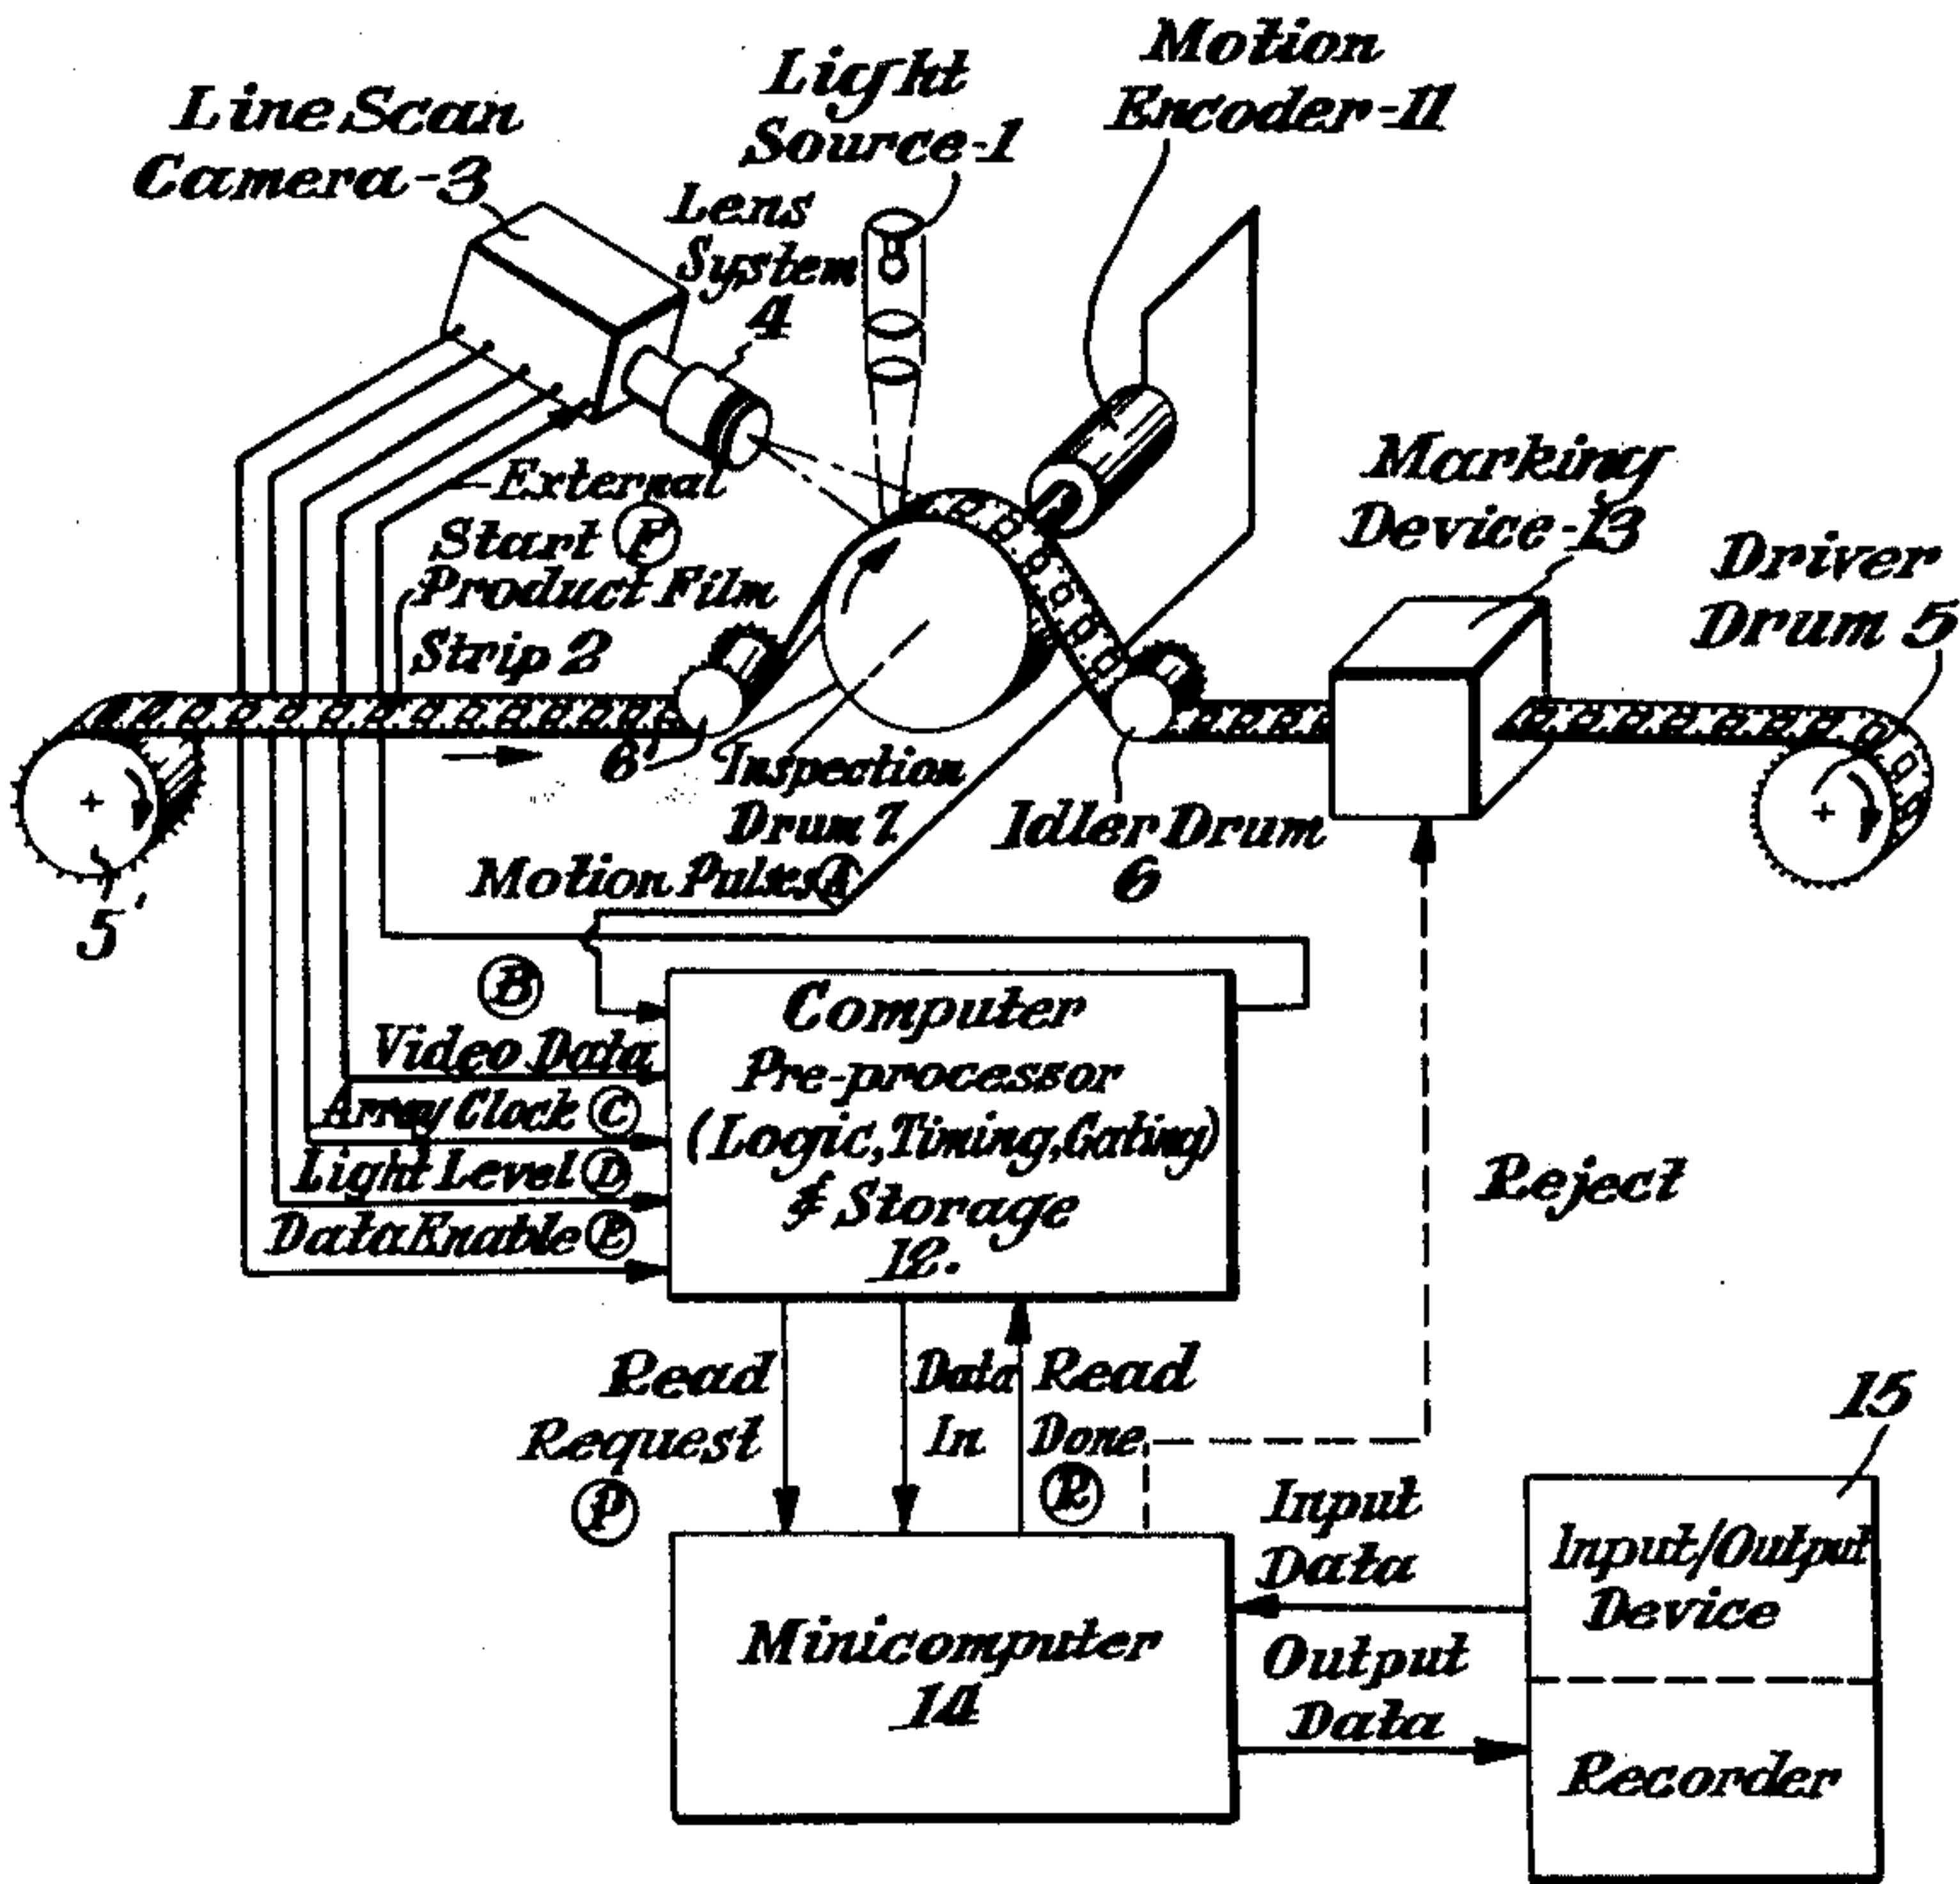 Line Scan
Camera-3
Light
Source-1
Motion
Encoder-11
Lens
System
4
External
Start F
Product Film
Strip 2
Marking
Device-13
Driver
Drum 5
6'
Inspection
Drum 7
Idler Drum
6
5'
Motion Pulses A
B
Video Data
Array Clock C
Light Level D
Data Enable E
Computer
Pre-processor
(Logic, Timing, Gating)
& Storage
12.
Reject
Read
Request
P
Data
In
Read
Done
R
Minicomputer
14
Input
Data
Output
Data
15
Input/Output
Device
Recorder